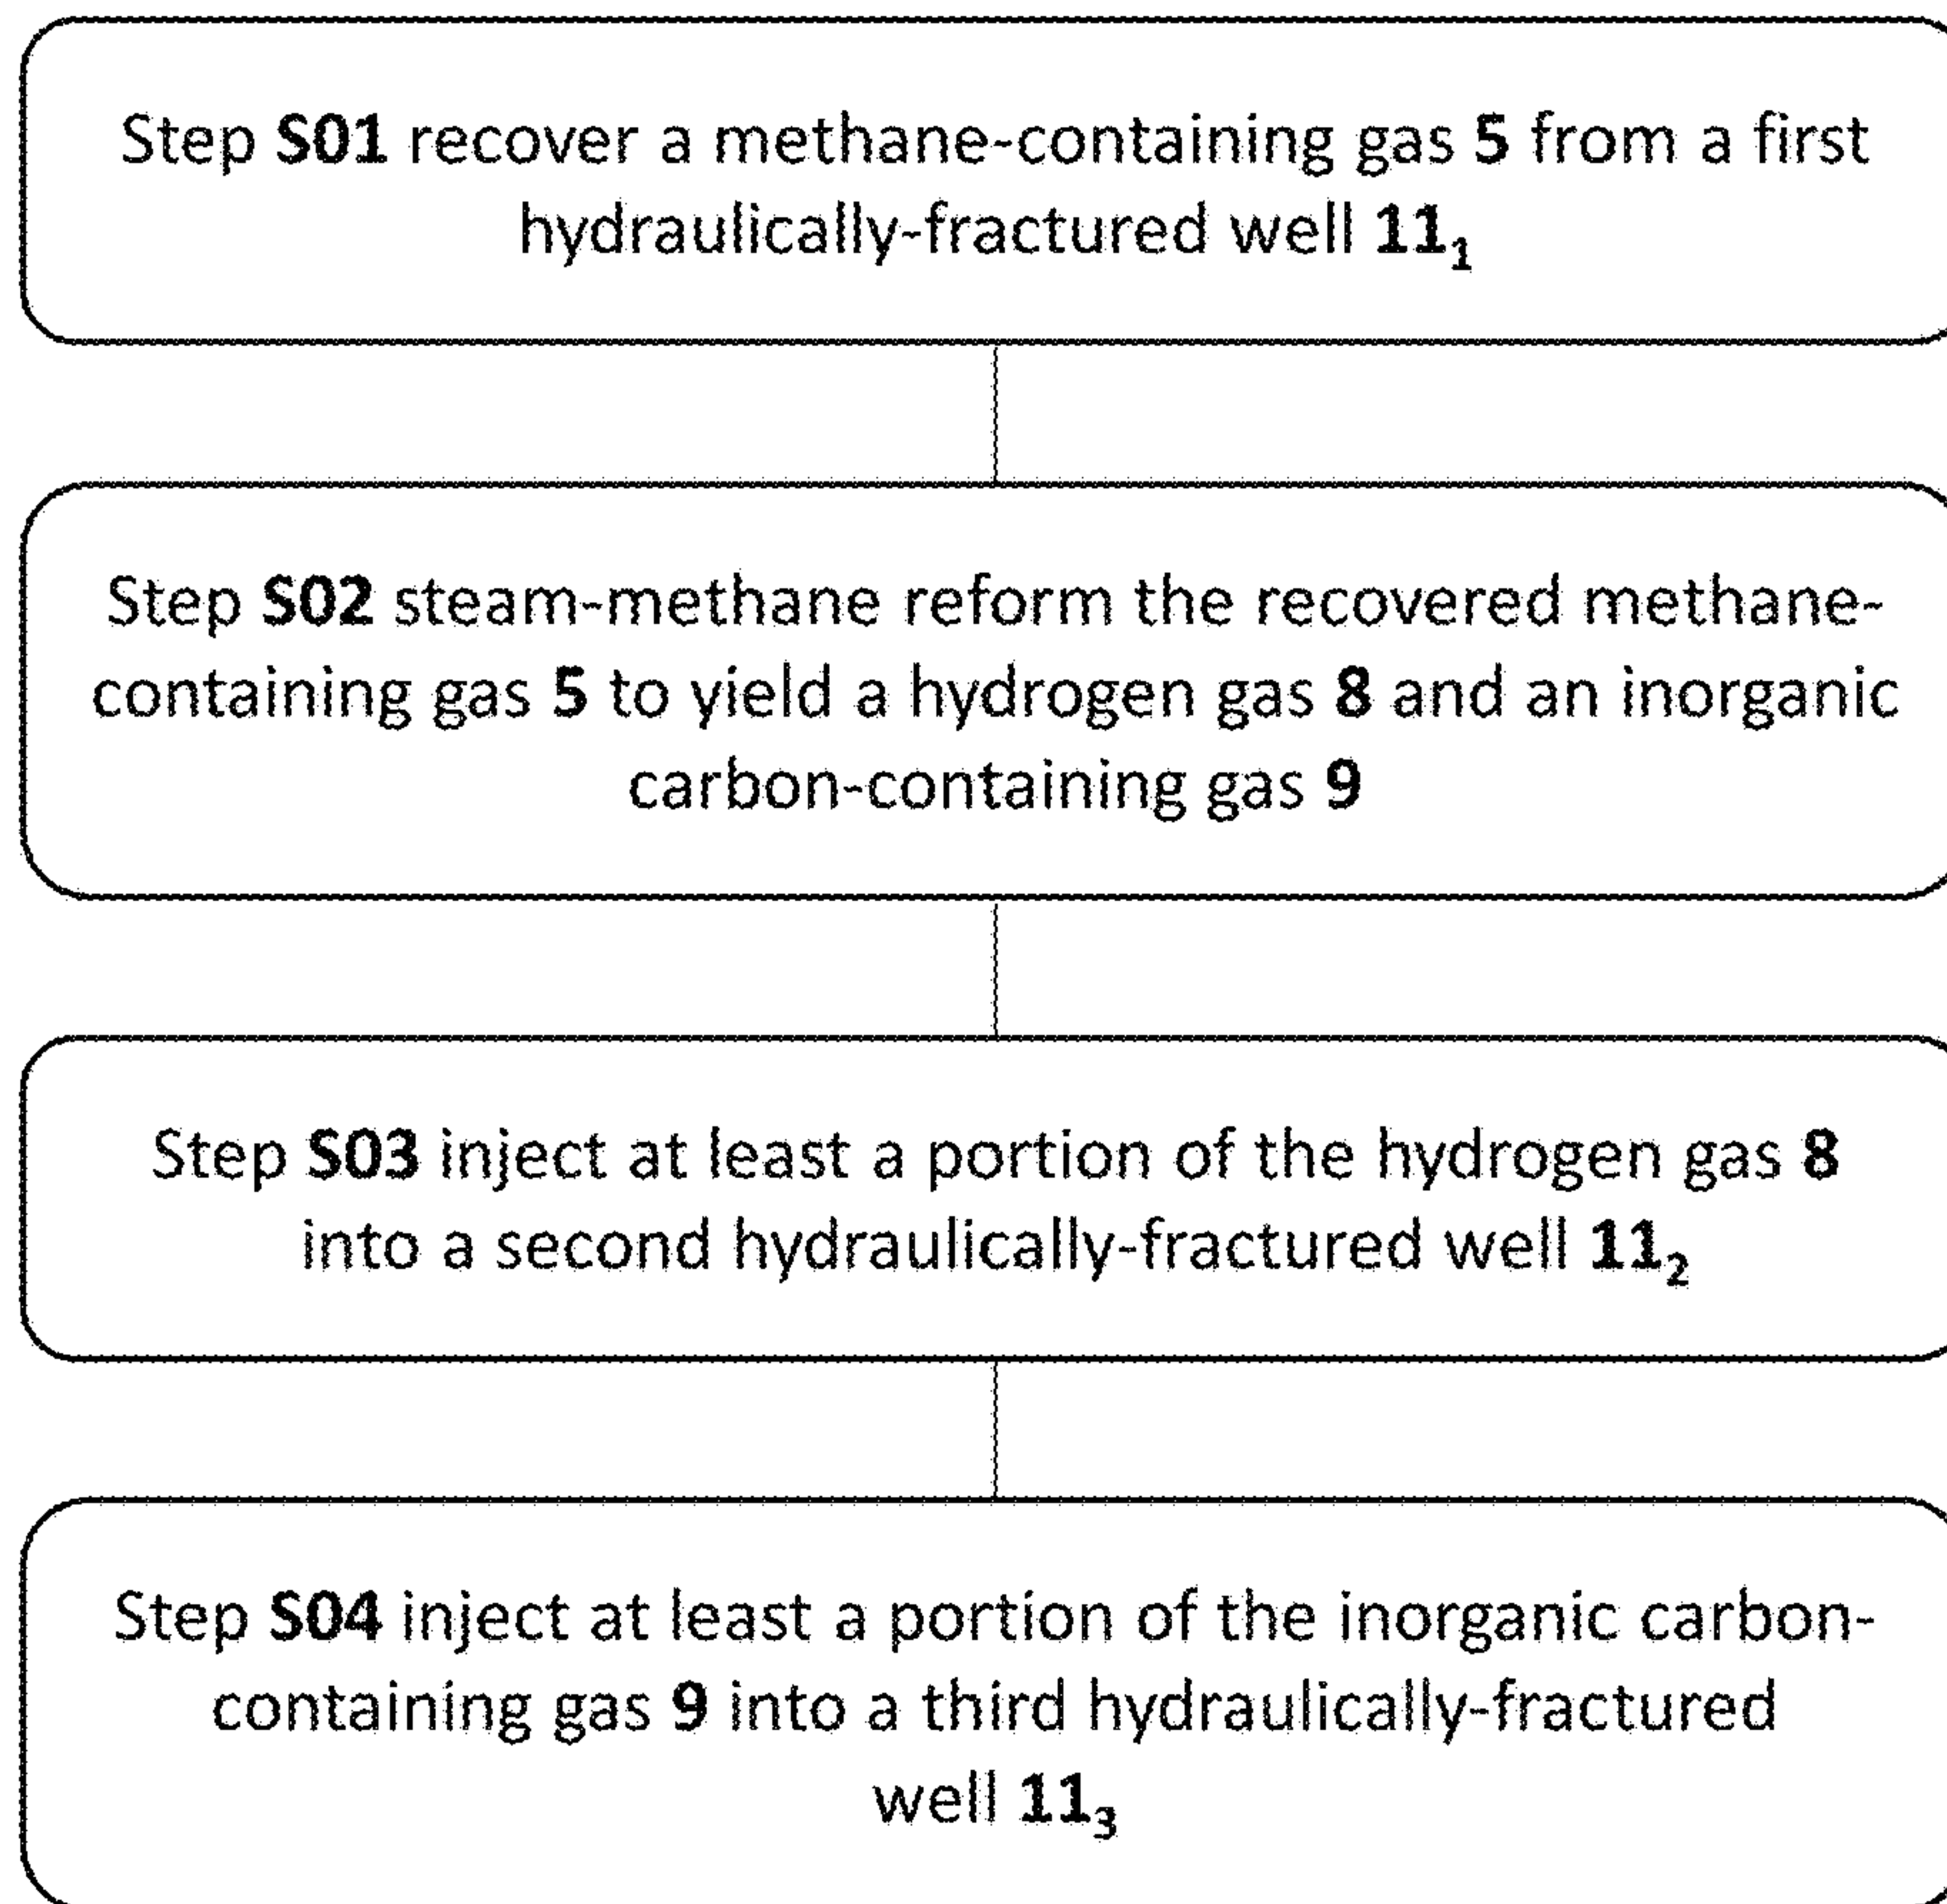 Step S01 recover a methane-containing gas 5 from a first
hydraulically-fractured well 11₁
Step S02 steam-methane reform the recovered methane-
containing gas 5 to yield a hydrogen gas 8 and an inorganic
carbon-containing gas 9
Step S03 inject at least a portion of the hydrogen gas 8
into a second hydraulically-fractured well 11₂
Step S04 inject at least a portion of the inorganic carbon-
containing gas 9 into a third hydraulically-fractured
well 11₃